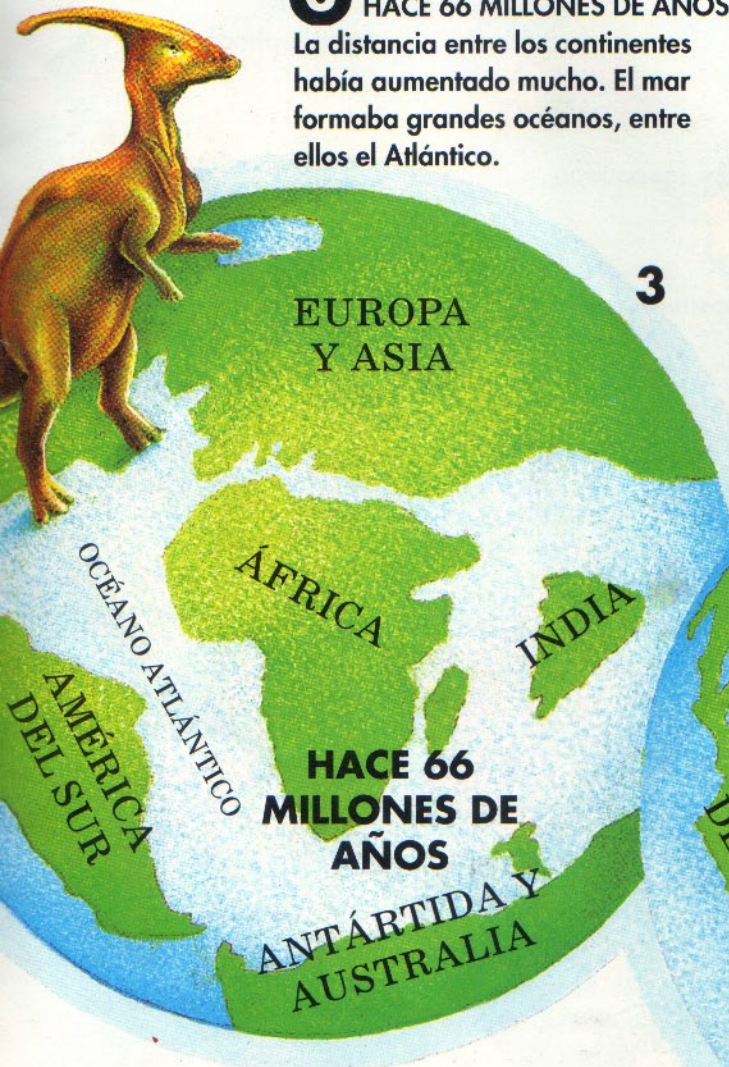 HACE 66 MILLONES DE AÑOS
La distancia entre los continentes
había aumentado mucho. El mar
formaba grandes océanos, entre
ellos el Atlántico.
3
EUROPA
Y ASIA
ÁFRICA
INDIA
OCÉANO ATLÁNTICO
AMÉRICA
DEL SUR
HACE 66
MILLONES DE
AÑOS
ANTÁRTIDA Y
AUSTRALIA